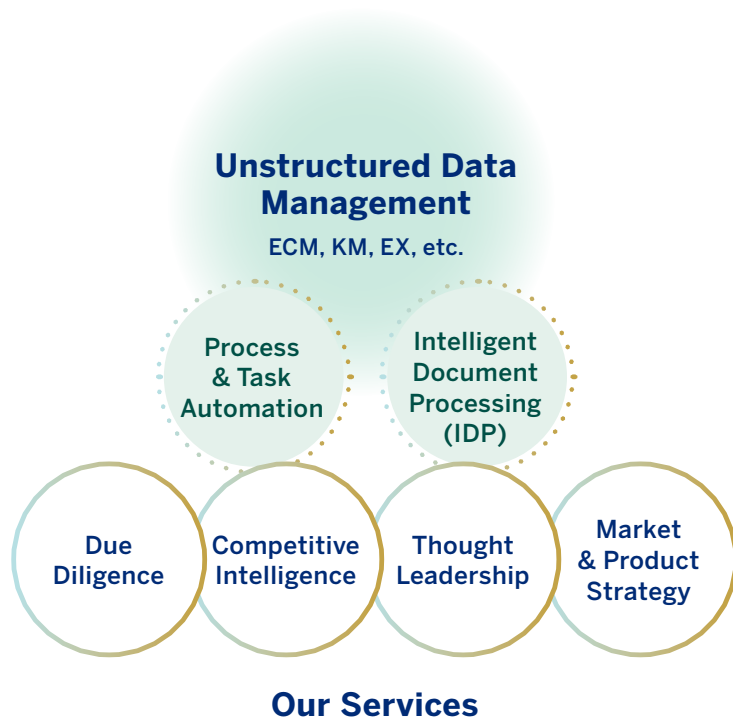 Unstructured Data
Management
ECM, KM, EX, etc.
Process
& Task
Automation
Intelligent
Document
Processing
(IDP)
Due
Diligence
Competitive
Intelligence
Thought
Leadership
Market
& Product
Strategy
Our Services